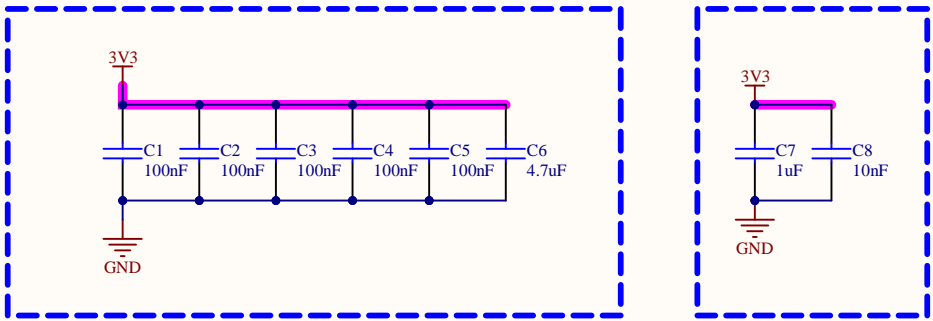 3V3
C1
100nF
C2
100nF
C3
100nF
C4
100nF
C5
100nF
C6
4.7uF
GND
3V3
C7
1uF
C8
10nF
GND